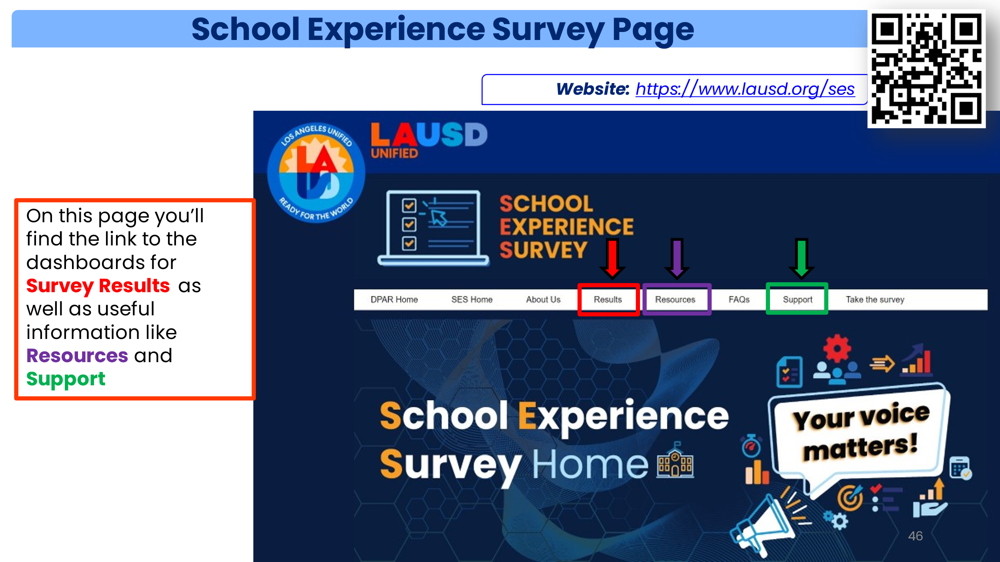 School Experience Survey Page
Website: https://www.lausd.org/ses
LOS ANGELES UNIFIED
LAUSD
READY FOR THE WORLD
LAUSD
UNIFIED
SCHOOL
EXPERIENCE
SURVEY
On this page you’ll
find the link to the
dashboards for
Survey Results as
well as useful
information like
Resources and
Support
DPAR Home SES Home About Us Results Resources FAQs Support Take the survey
School Experience
Survey Home
Your voice
matters!
46